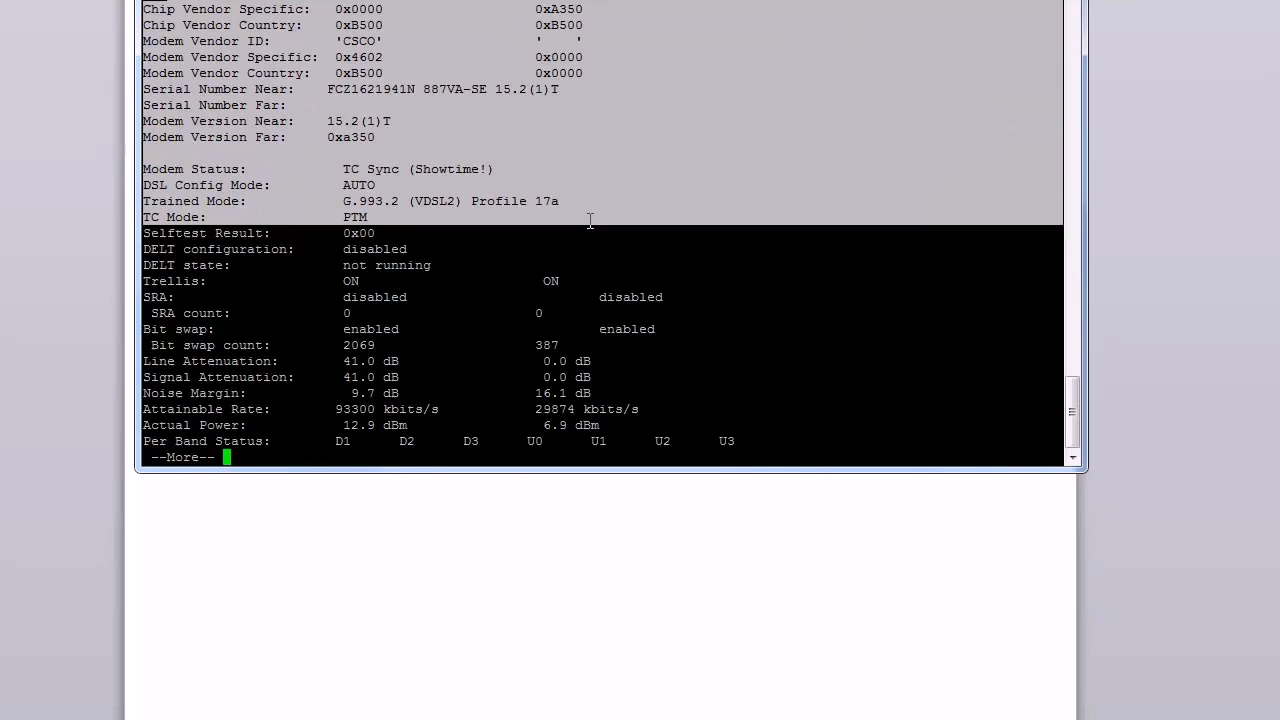 Chip Vendor Specific: 0x0000 0xA350
Chip Vendor Country: 0xB500 0xB500
Modem Vendor ID: 'CSCO' '    '
Modem Vendor Specific: 0x4602 0x0000
Modem Vendor Country: 0xB500 0x0000
Serial Number Near: FCZ1621941N 887VA-SE 15.2(1)T
Serial Number Far:
Modem Version Near: 15.2(1)T
Modem Version Far: 0xa350
Modem Status: TC Sync (Showtime!)
DSL Config Mode: AUTO
Trained Mode: G.993.2 (VDSL2) Profile 17a
TC Mode: PTM
Selftest Result: 0x00
DELT configuration: disabled
DELT state: not running
Trellis: ON ON
SRA: disabled disabled
SRA count: 0 0
Bit swap: enabled enabled
Bit swap count: 2069 387
Line Attenuation: 41.0 dB 0.0 dB
Signal Attenuation: 41.0 dB 0.0 dB
Noise Margin: 9.7 dB 16.1 dB
Attainable Rate: 93300 kbits/s 29874 kbits/s
Actual Power: 12.9 dBm 6.9 dBm
Per Band Status: D1 D2 D3 U0 U1 U2 U3
--More--